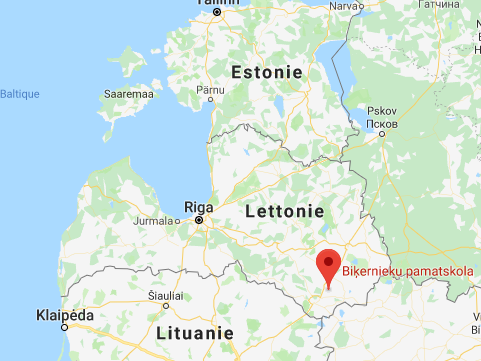 Tallinn
Narva
Гатчина
Estonie
Baltique
Saaremaa
Pärnu
Pskov
Псков
Riga
Jurmala
Lettonie
Biķernieku pamatskola
Šiauliai
Klaipėda
Lituanie